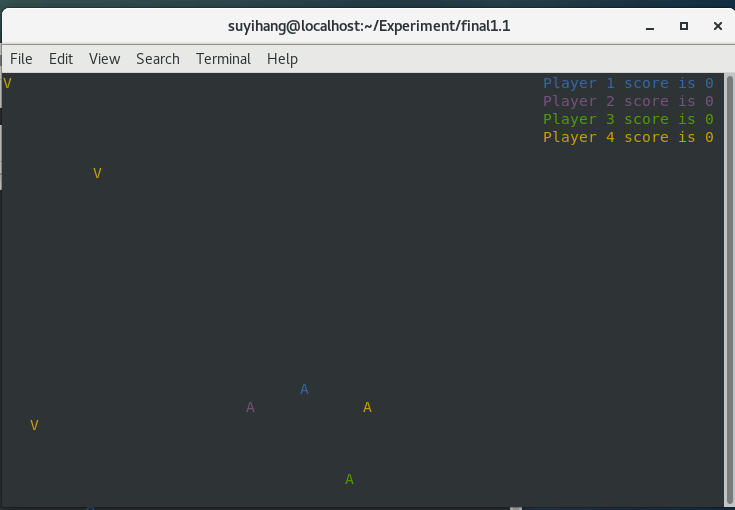 suyihang@localhost:~/Experiment/final1.1
File Edit View Search Terminal Help
V Player 1 score is 0
Player 2 score is 0
Player 3 score is 0
Player 4 score is 0
V
A
A A
V
A